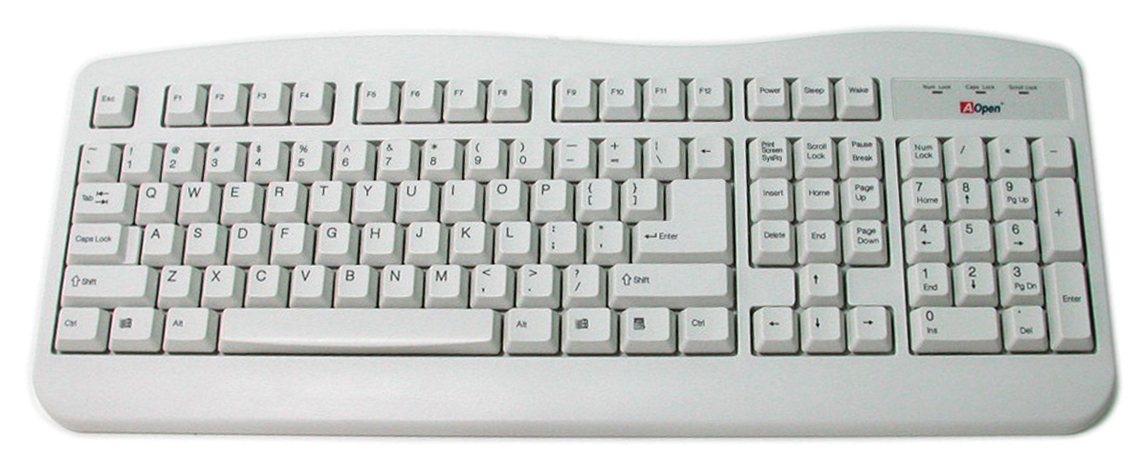 Esc F1 F2 F3 F4 F5 F6 F7 F8 F9 F10 F11 F12 Power Sleep Wake
Num Lock Caps Lock Scroll Lock
AOpen
~ ! @ # $ % ^ & * ( ) _ + |
` 1 2 3 4 5 6 7 8 9 0 - = \ ←
Print Screen SysRq Scroll Lock Pause Break Num Lock / * -
Tab Q W E R T Y U I O P { [ } ]
Insert Home Page Up 7 Home 8 ↑ 9 Pg Up +
Caps Lock A S D F G H J K L : ; " ' ↵ Enter
Delete End Page Down 4 ← 5 6 →
⇧ Shift Z X C V B N M < , > . ? / ⇧ Shift
↑ 1 End 2 ↓ 3 Pg Dn Enter
Ctrl Alt Alt Ctrl
← ↓ → 0 Ins . Del